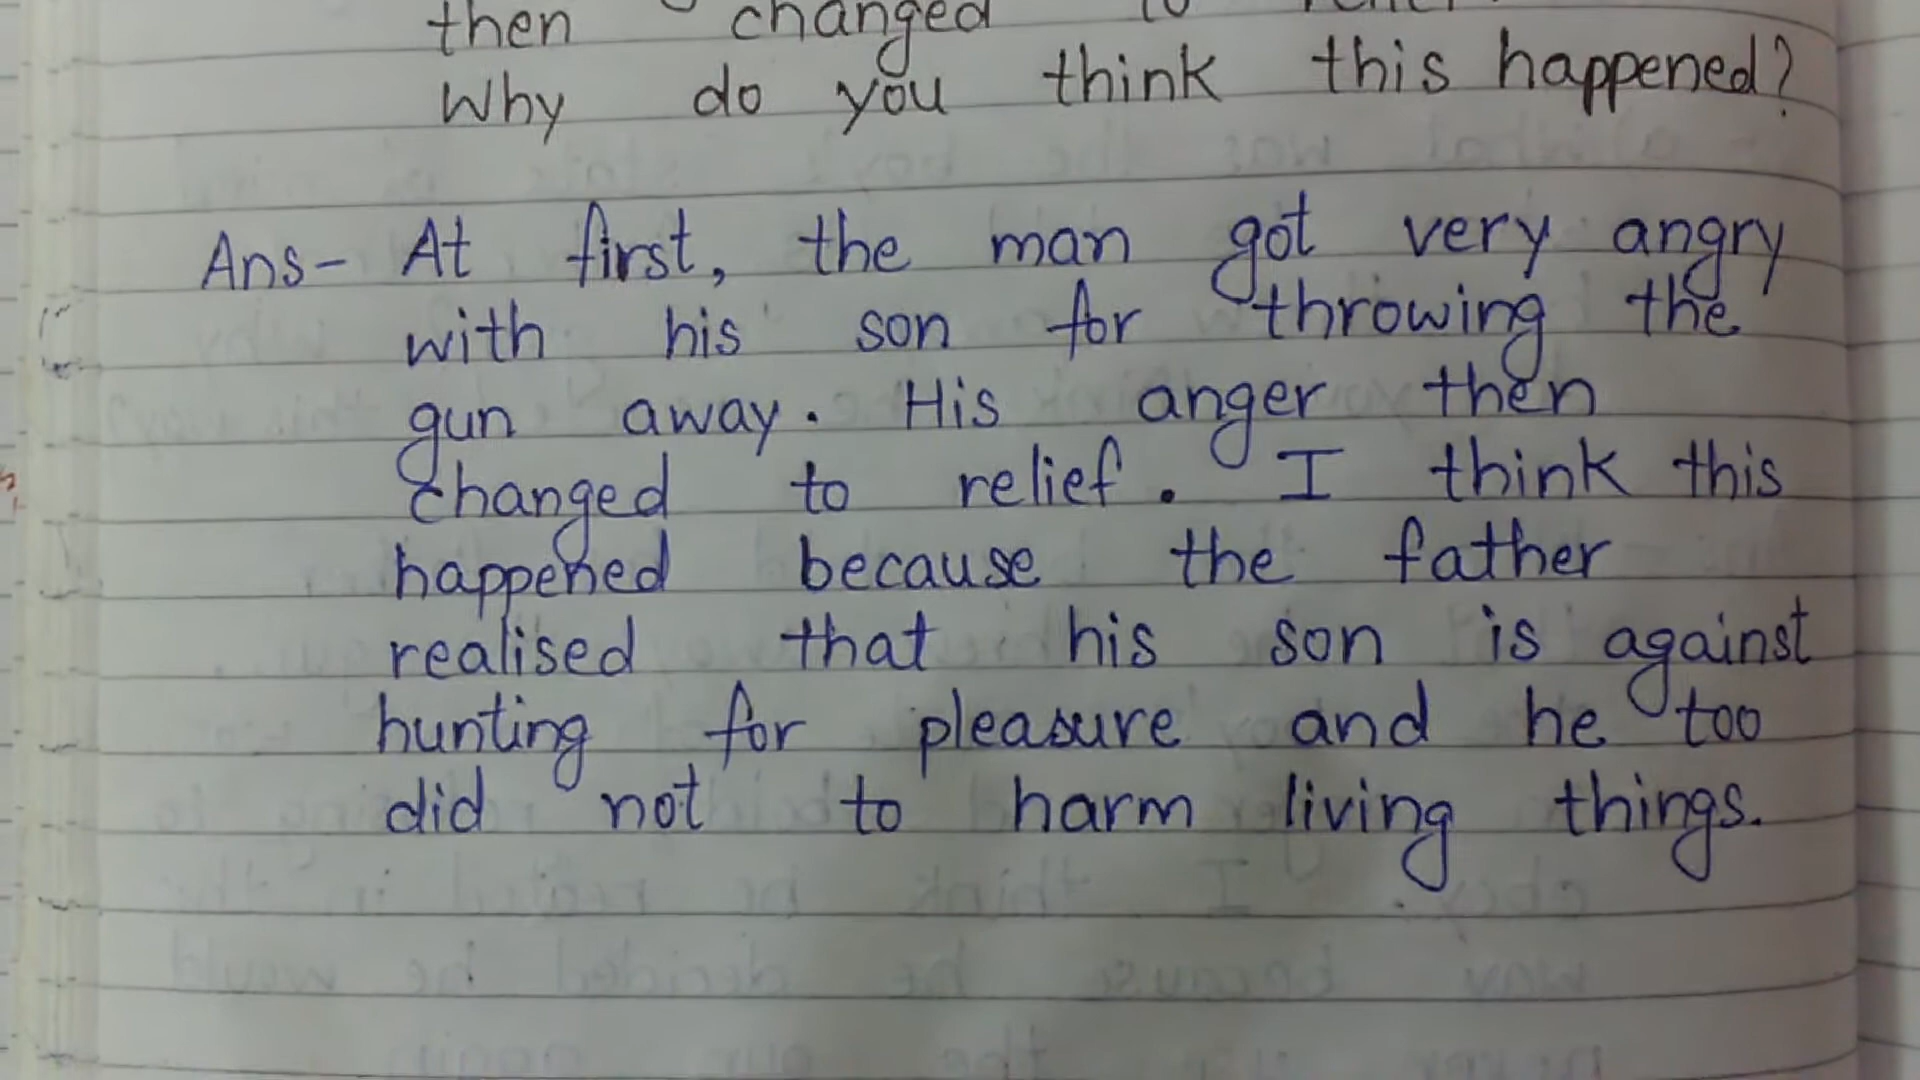 then changed to
Why do you think this happened?
Ans- At first, the man got very angry
with his son for throwing the
gun away. His anger then
changed to relief. I think this
happened because the father
realised that his son is against
hunting for pleasure and he too
did not to harm living things.